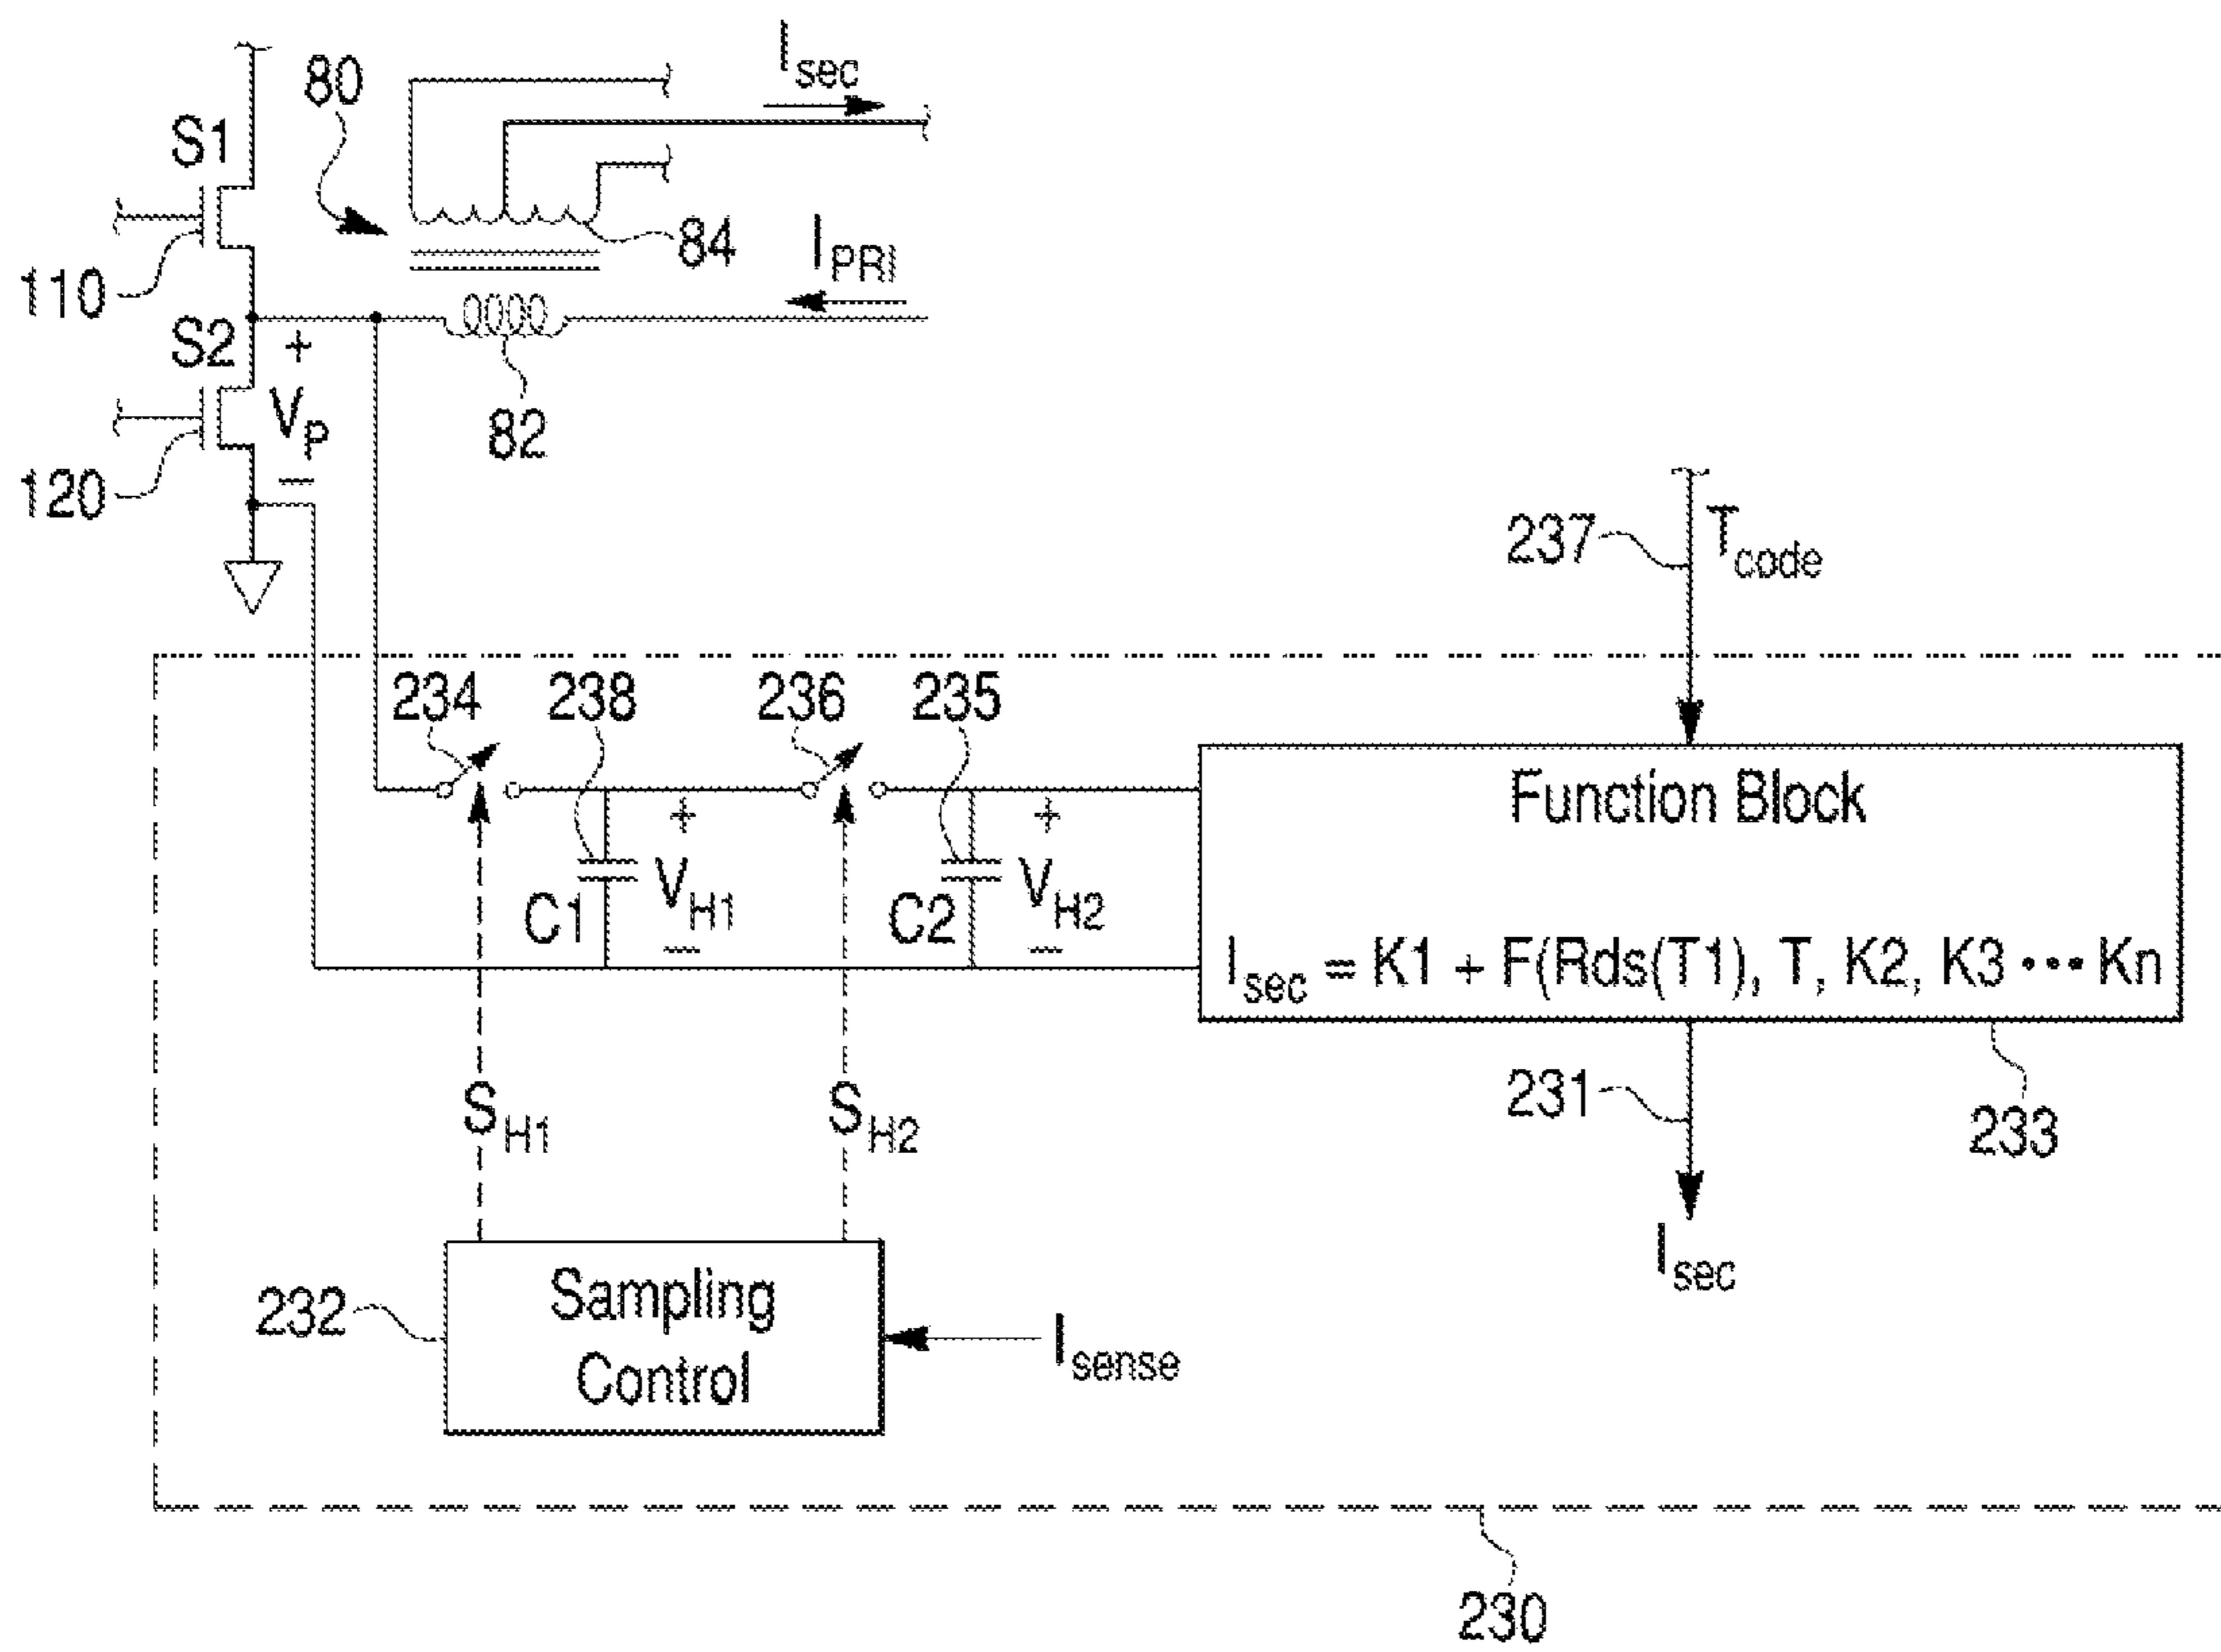 I_sec
80
S1
84
I_PRI
110
S2
+
V_P
−
82
120
237
T_code
234
238
236
235
Function Block
+
+
V_H1
V_H2
C1
C2
−
−
I_sec = K1 + F(Rds(T1), T, K2, K3 ••• Kn
S_H1
S_H2
231
233
I_sec
232
Sampling
Control
I_sense
230